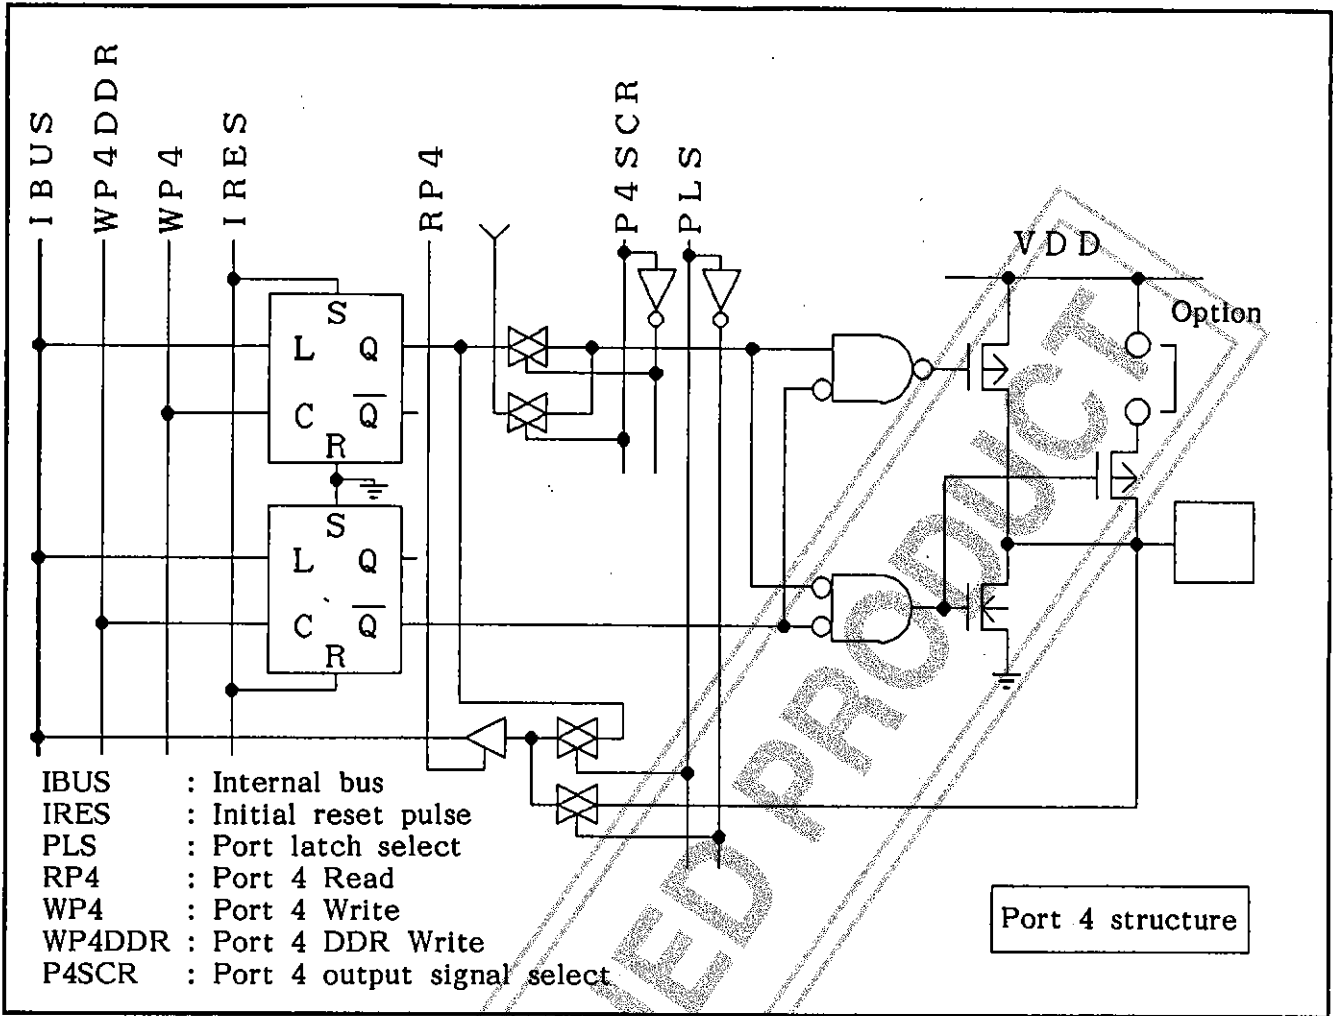 IBUS
WP4DDR
WP4
IRES
RP4
P4SCR
PLS
VDD
Option
S
L Q
C Q
R
S
L Q
C Q
R
IBUS : Internal bus
IRES : Initial reset pulse
PLS : Port latch select
RP4 : Port 4 Read
WP4 : Port 4 Write
WP4DDR : Port 4 DDR Write
P4SCR : Port 4 output signal select
Port 4 structure
ED PRODUCT